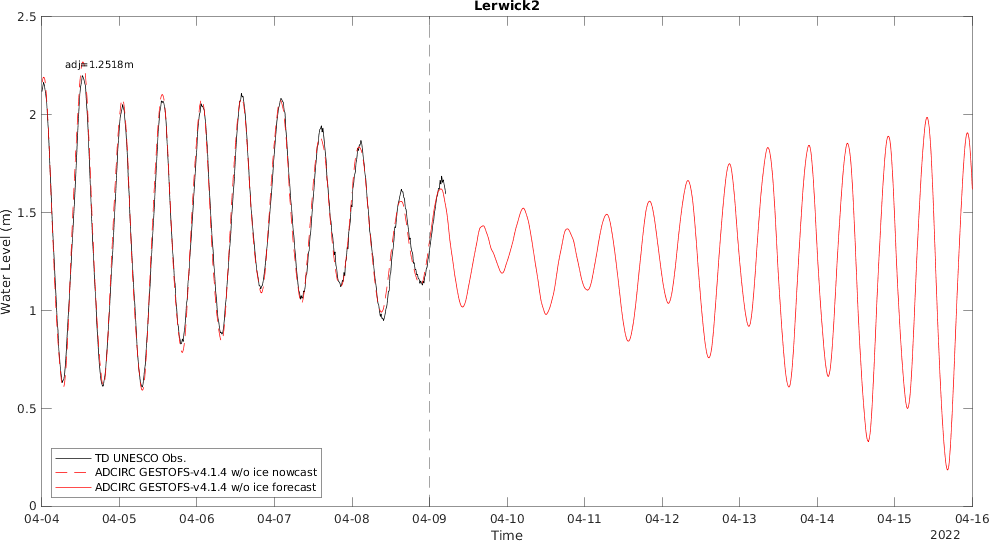 Lerwick2
2.5
2
1.5
1
0.5
0
Water Level (m)
adj=1.2518m
TD UNESCO Obs.
ADCIRC GESTOFS-v4.1.4 w/o ice nowcast
ADCIRC GESTOFS-v4.1.4 w/o ice forecast
04-04 04-05 04-06 04-07 04-08 04-09 04-10 04-11 04-12 04-13 04-14 04-15 04-16
Time
2022